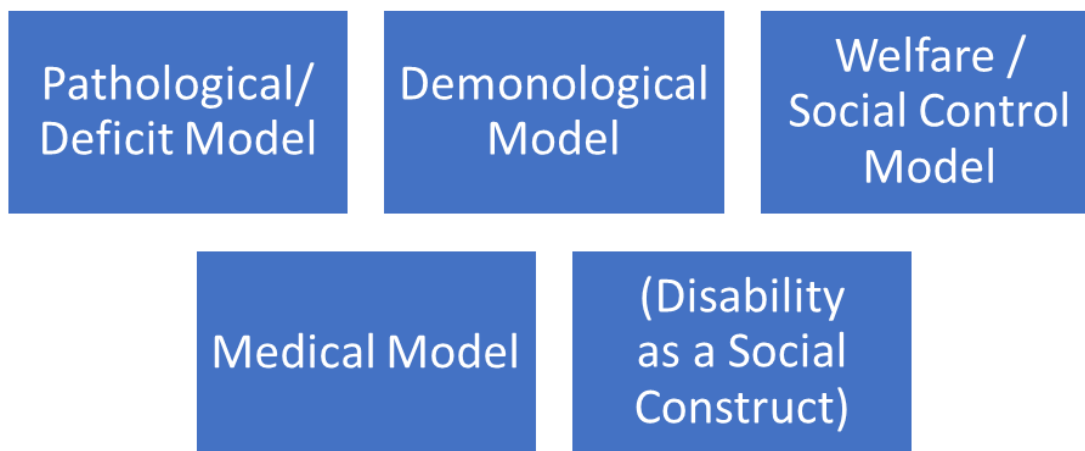 Pathological/
Deficit Model
Demonological
Model
Welfare /
Social Control
Model
Medical Model
(Disability
as a Social
Construct)